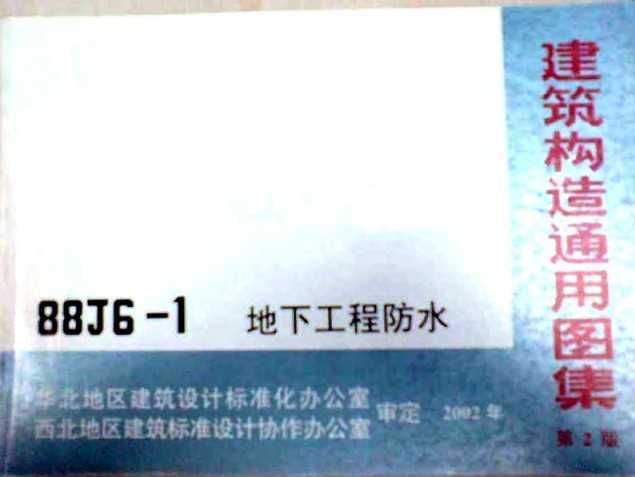 建筑构造通用图集
第2版
88J6-1 地下工程防水
华北地区建筑设计标准化办公室
西北地区建筑标准设计协作办公室
审定 2002年